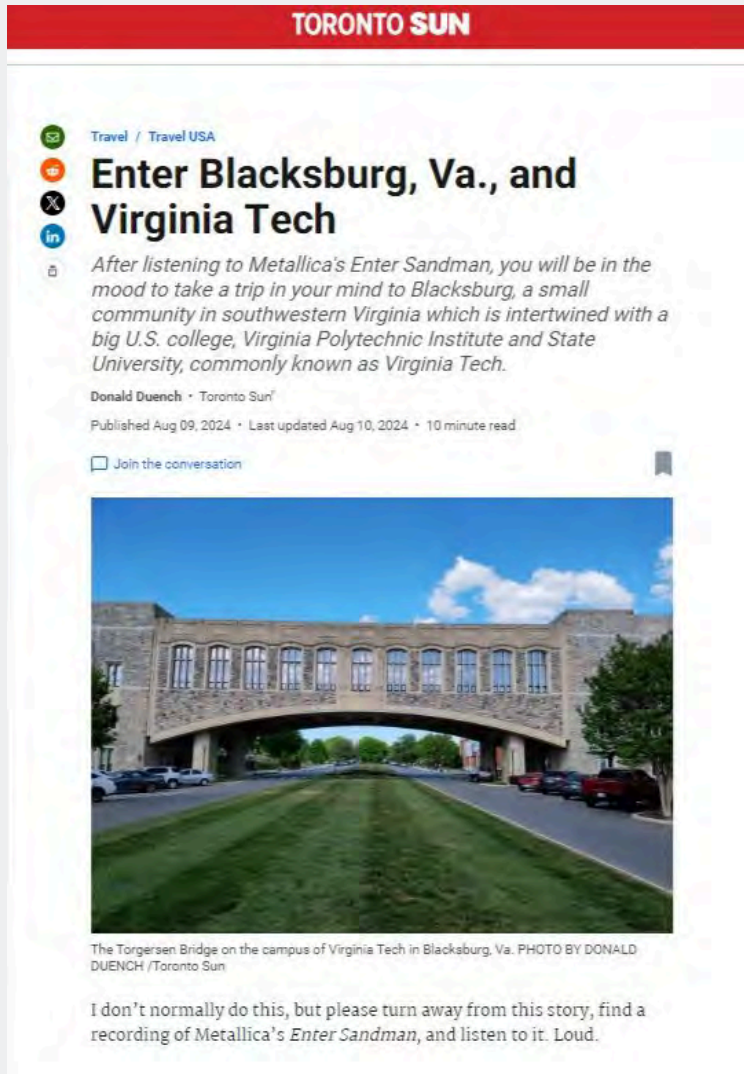 TORONTO SUN
Travel / Travel USA
Enter Blacksburg, Va., and
Virginia Tech
After listening to Metallica's Enter Sandman, you will be in the
mood to take a trip in your mind to Blacksburg, a small
community in southwestern Virginia which is intertwined with a
big U.S. college, Virginia Polytechnic Institute and State
University, commonly known as Virginia Tech.
Donald Duench • Toronto Sun
Published Aug 09, 2024 • Last updated Aug 10, 2024 • 10 minute read
Join the conversation
The Torgersen Bridge on the campus of Virginia Tech in Blacksburg, Va. PHOTO BY DONALD
DUENCH /Toronto Sun
I don't normally do this, but please turn away from this story, find a
recording of Metallica's Enter Sandman, and listen to it. Loud.